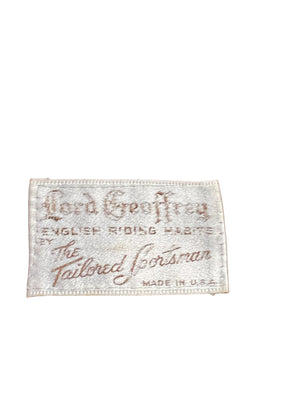 Lord Geoffrey
ENGLISH RIDING HABITS
BY The
Tailored Sportsman
MADE IN U.S.A.